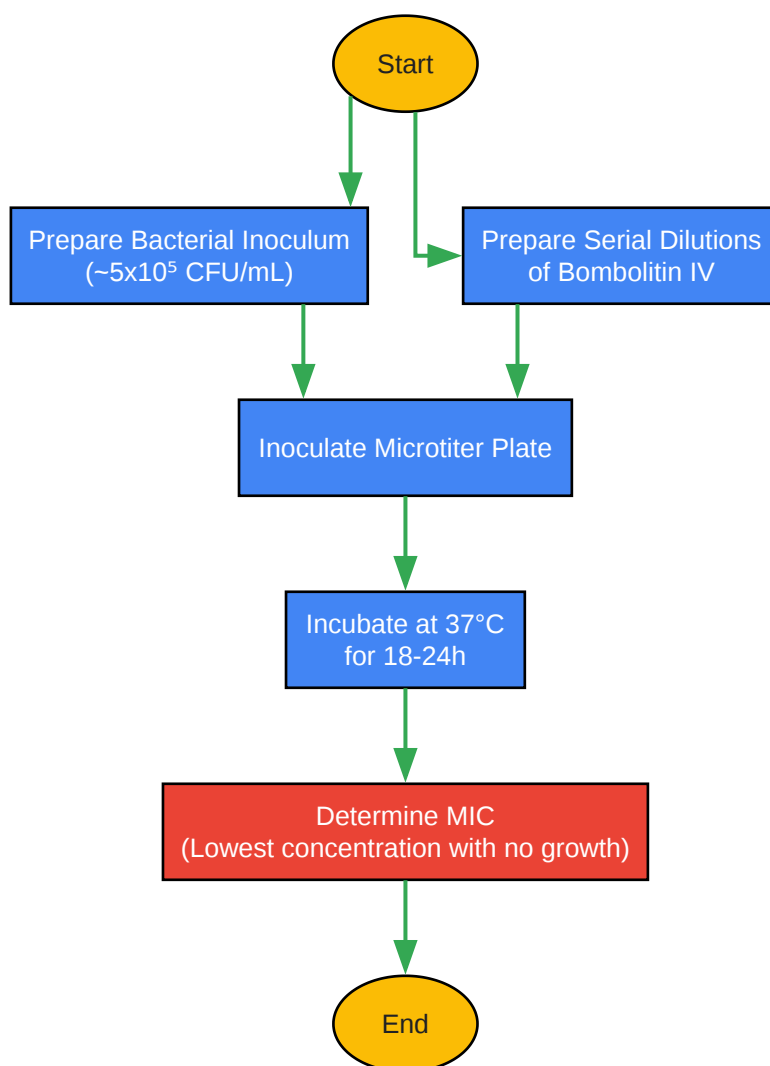 Start
Prepare Bacterial Inoculum
(~5x10⁵ CFU/mL)
Prepare Serial Dilutions
of Bombolitin IV
Inoculate Microtiter Plate
Incubate at 37°C
for 18-24h
Determine MIC
(Lowest concentration with no growth)
End